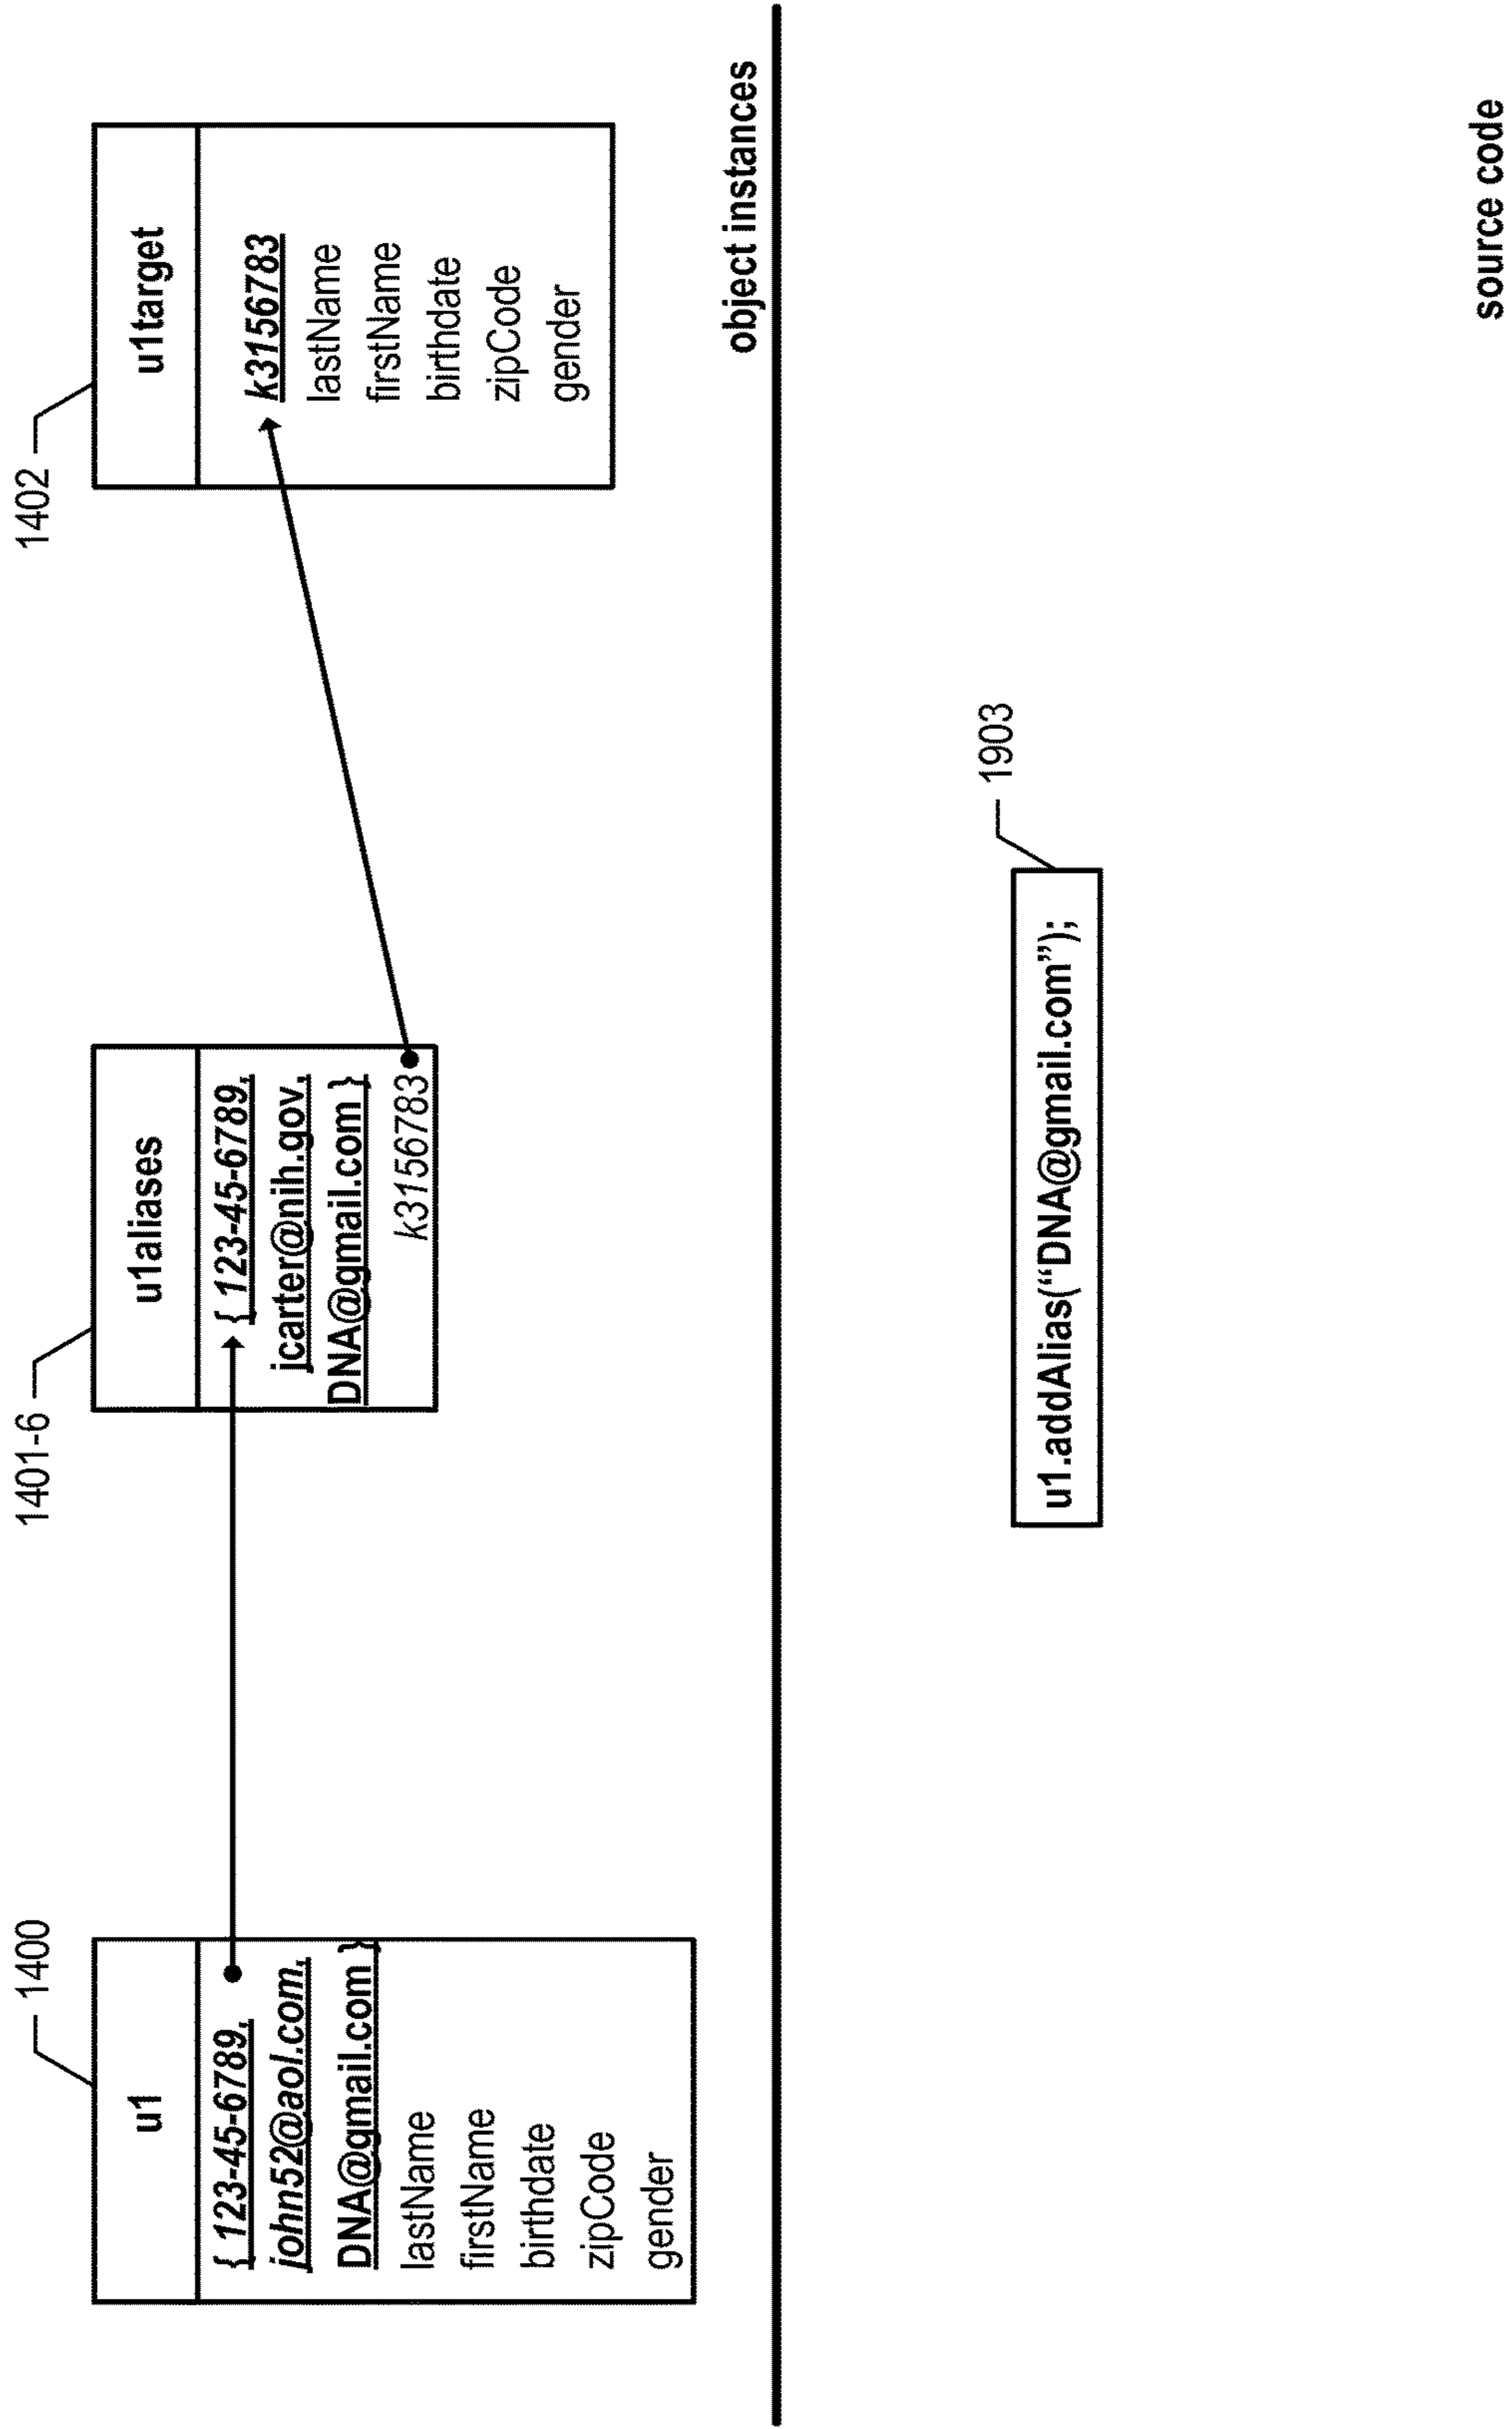 1400
u1
{ 123-45-6789,
john52@aol.com,
DNA@gmail.com }
lastName
firstName
birthdate
zipCode
gender
1401-6
u1aliases
{ 123-45-6789,
jcarter@nih.gov,
DNA@gmail.com }
k3156783
1402
u1target
k3156783
lastName
firstName
birthdate
zipCode
gender
object instances
1903
u1.addAlias(“DNA@gmail.com”);
source code